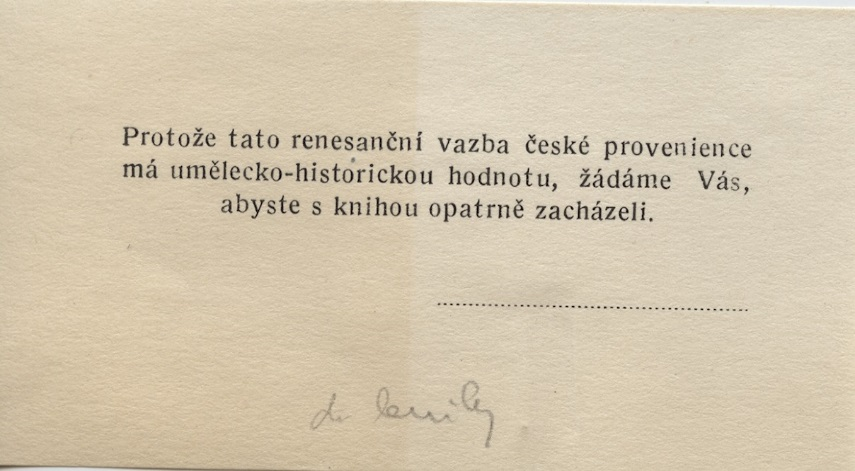 Protože tato renesanční vazba české provenience
má umělecko-historickou hodnotu, žádáme Vás,
abyste s knihou opatrně zacházeli.